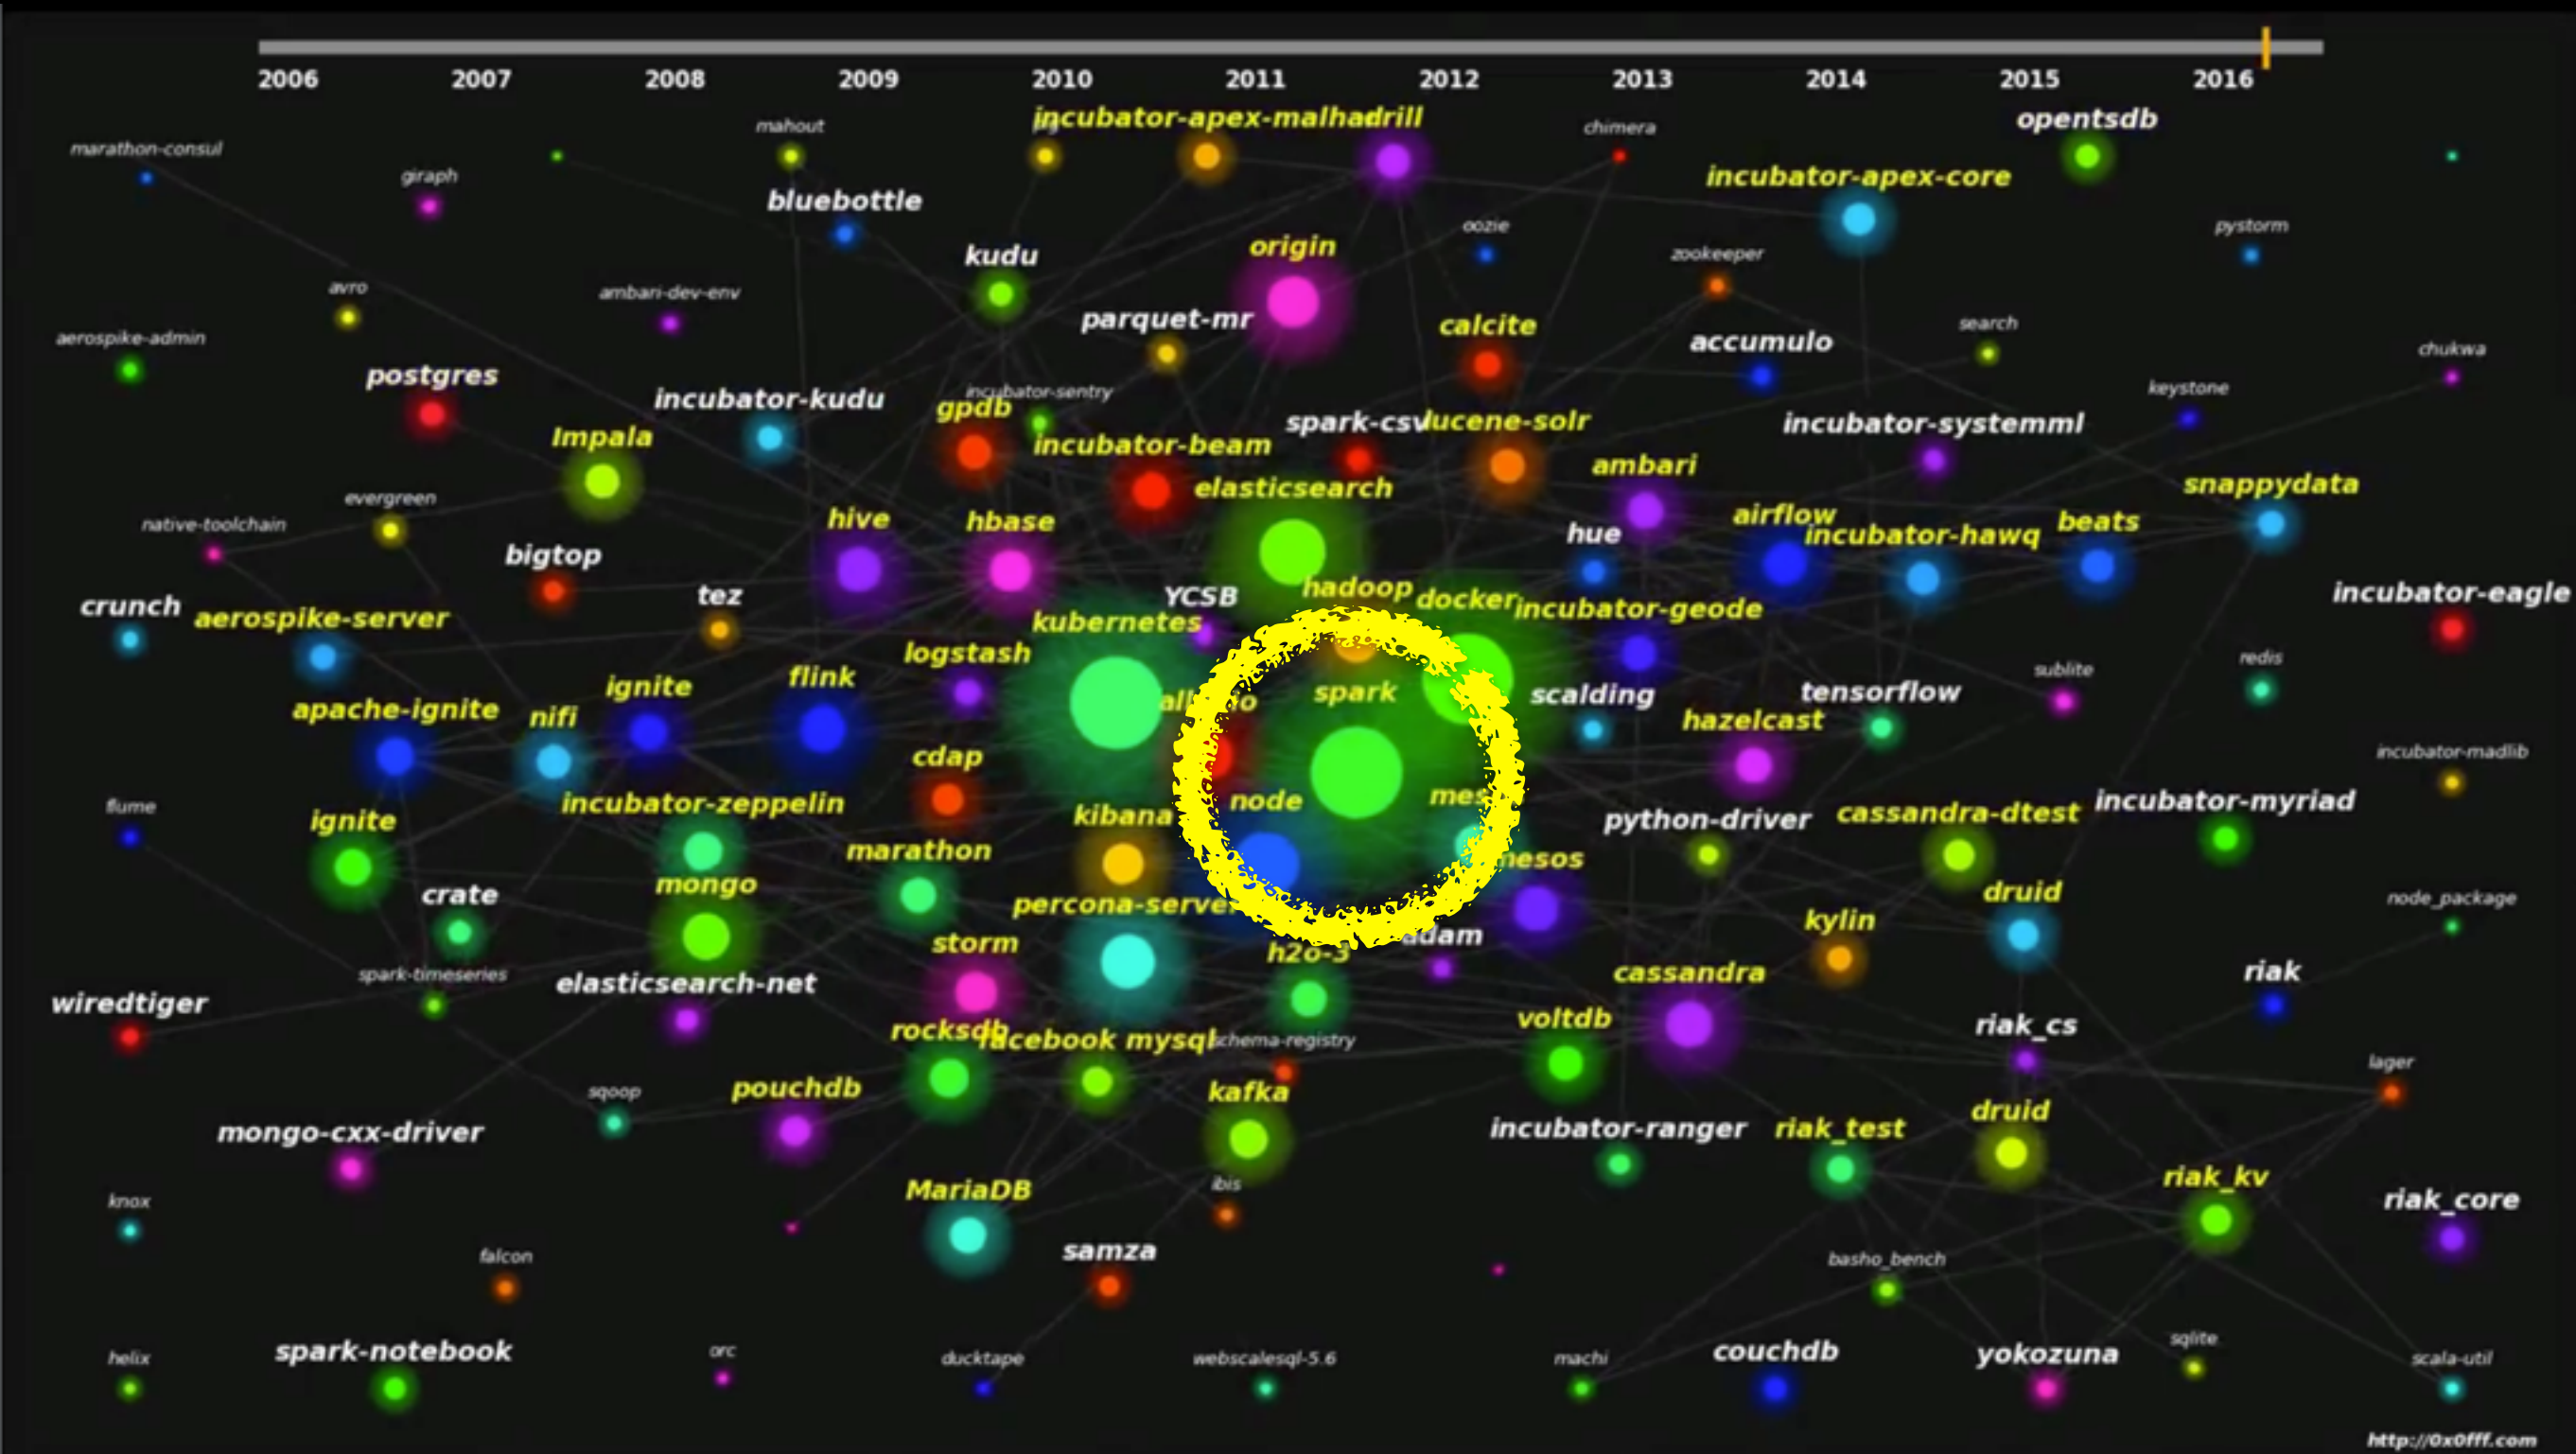 2006 2007 2008 2009 2010 2011 2012 2013 2014 2015 2016
incubator-apex-malhar drill opentsdb
mahout chimera
marathon-consul
giraph incubator-apex-core
bluebottle
oozie pystorm
kudu origin zookeeper
avro ambari-dev-env
parquet-mr calcite search
aerospike-admin accumulo chukwa
postgres keystone
incubator-kudu incubator-sentry
gpdb spark-csv lucene-solr incubator-systemml
Impala incubator-beam
ambari
evergreen elasticsearch snappydata
native-toolchain hive hbase airflow beats
hue incubator-hawq
bigtop
hadoop
crunch tez YCSB docker incubator-geode incubator-eagle
aerospike-server kubernetes
logstash redis
ignite flink spark scalding tensorflow sublite
apache-ignite nifi hazelcast
cdap incubator-madlib
flume incubator-zeppelin kibana node incubator-myriad
ignite python-driver cassandra-dtest
marathon mesos
crate mongo percona-server druid node_package
kylin
storm adam
spark-timeseries elasticsearch-net h2o-3 cassandra riak
wiredtiger
rocksdb facebook mysql schema-registry voltdb riak_cs
lager
pouchdb sqoop kafka
mongo-cxx-driver incubator-ranger riak_test druid
MariaDB ibis riak_kv
knox riak_core
falcon samza basho_bench
spark-notebook couchdb yokozuna sqlite
helix orc ducktape webscalesql-5.6 machi scala-util
http://0x0fff.com